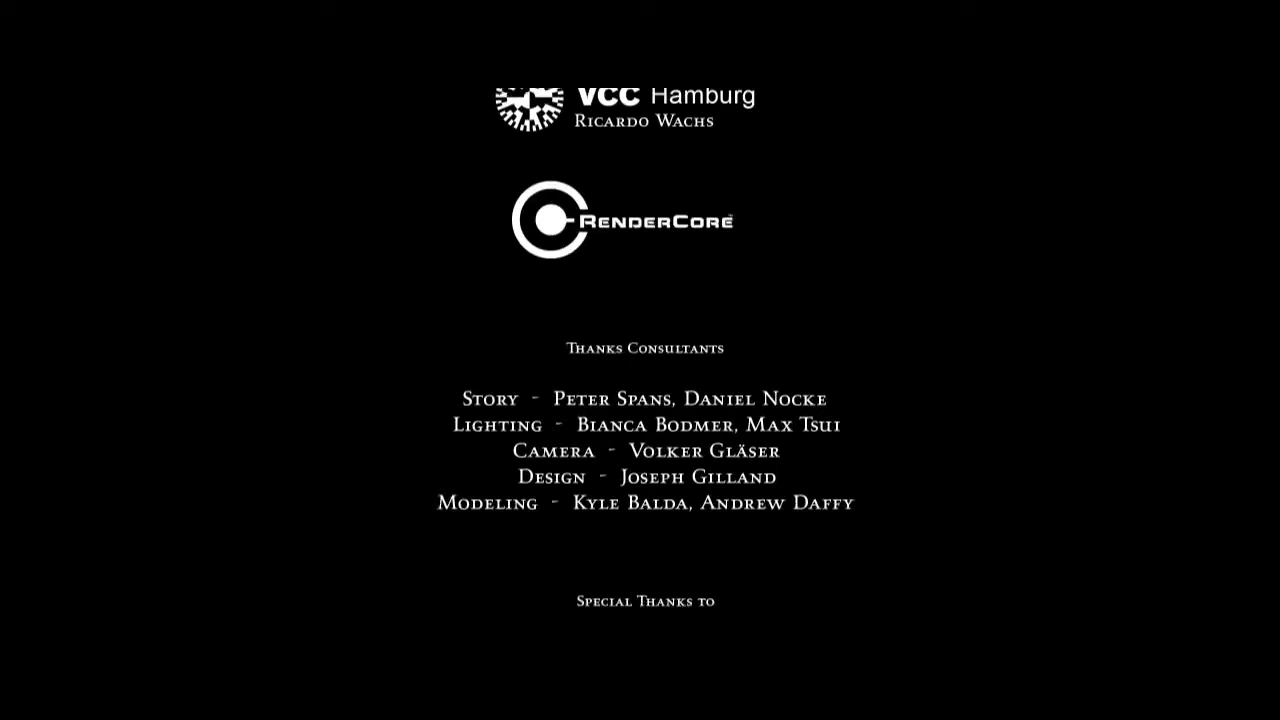 VCC Hamburg
Ricardo Wachs
RenderCore™
Thanks Consultants
Story - Peter Spans, Daniel Nocke
Lighting - Bianca Bodmer, Max Tsui
Camera - Volker Gläser
Design - Joseph Gilland
Modeling - Kyle Balda, Andrew Daffy
Special Thanks to